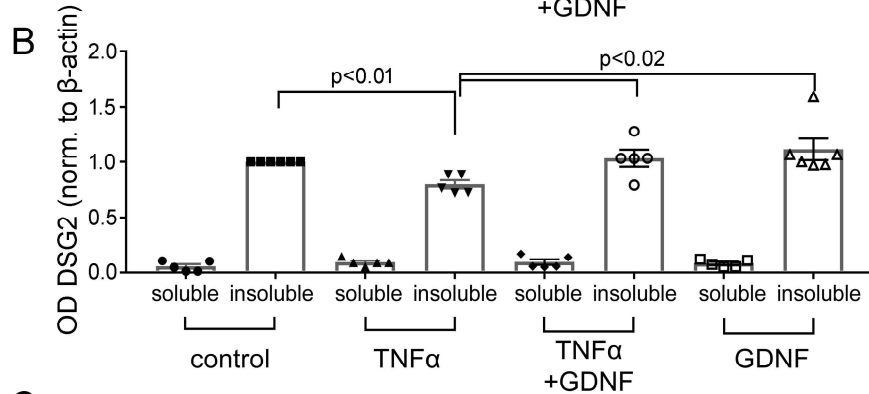 +GDNF
B
OD DSG2 (norm. to β-actin)
2.0
1.5
1.0
0.5
0.0
p<0.01
p<0.02
soluble insoluble soluble insoluble soluble insoluble soluble insoluble
control TNFα TNFα +GDNF GDNF